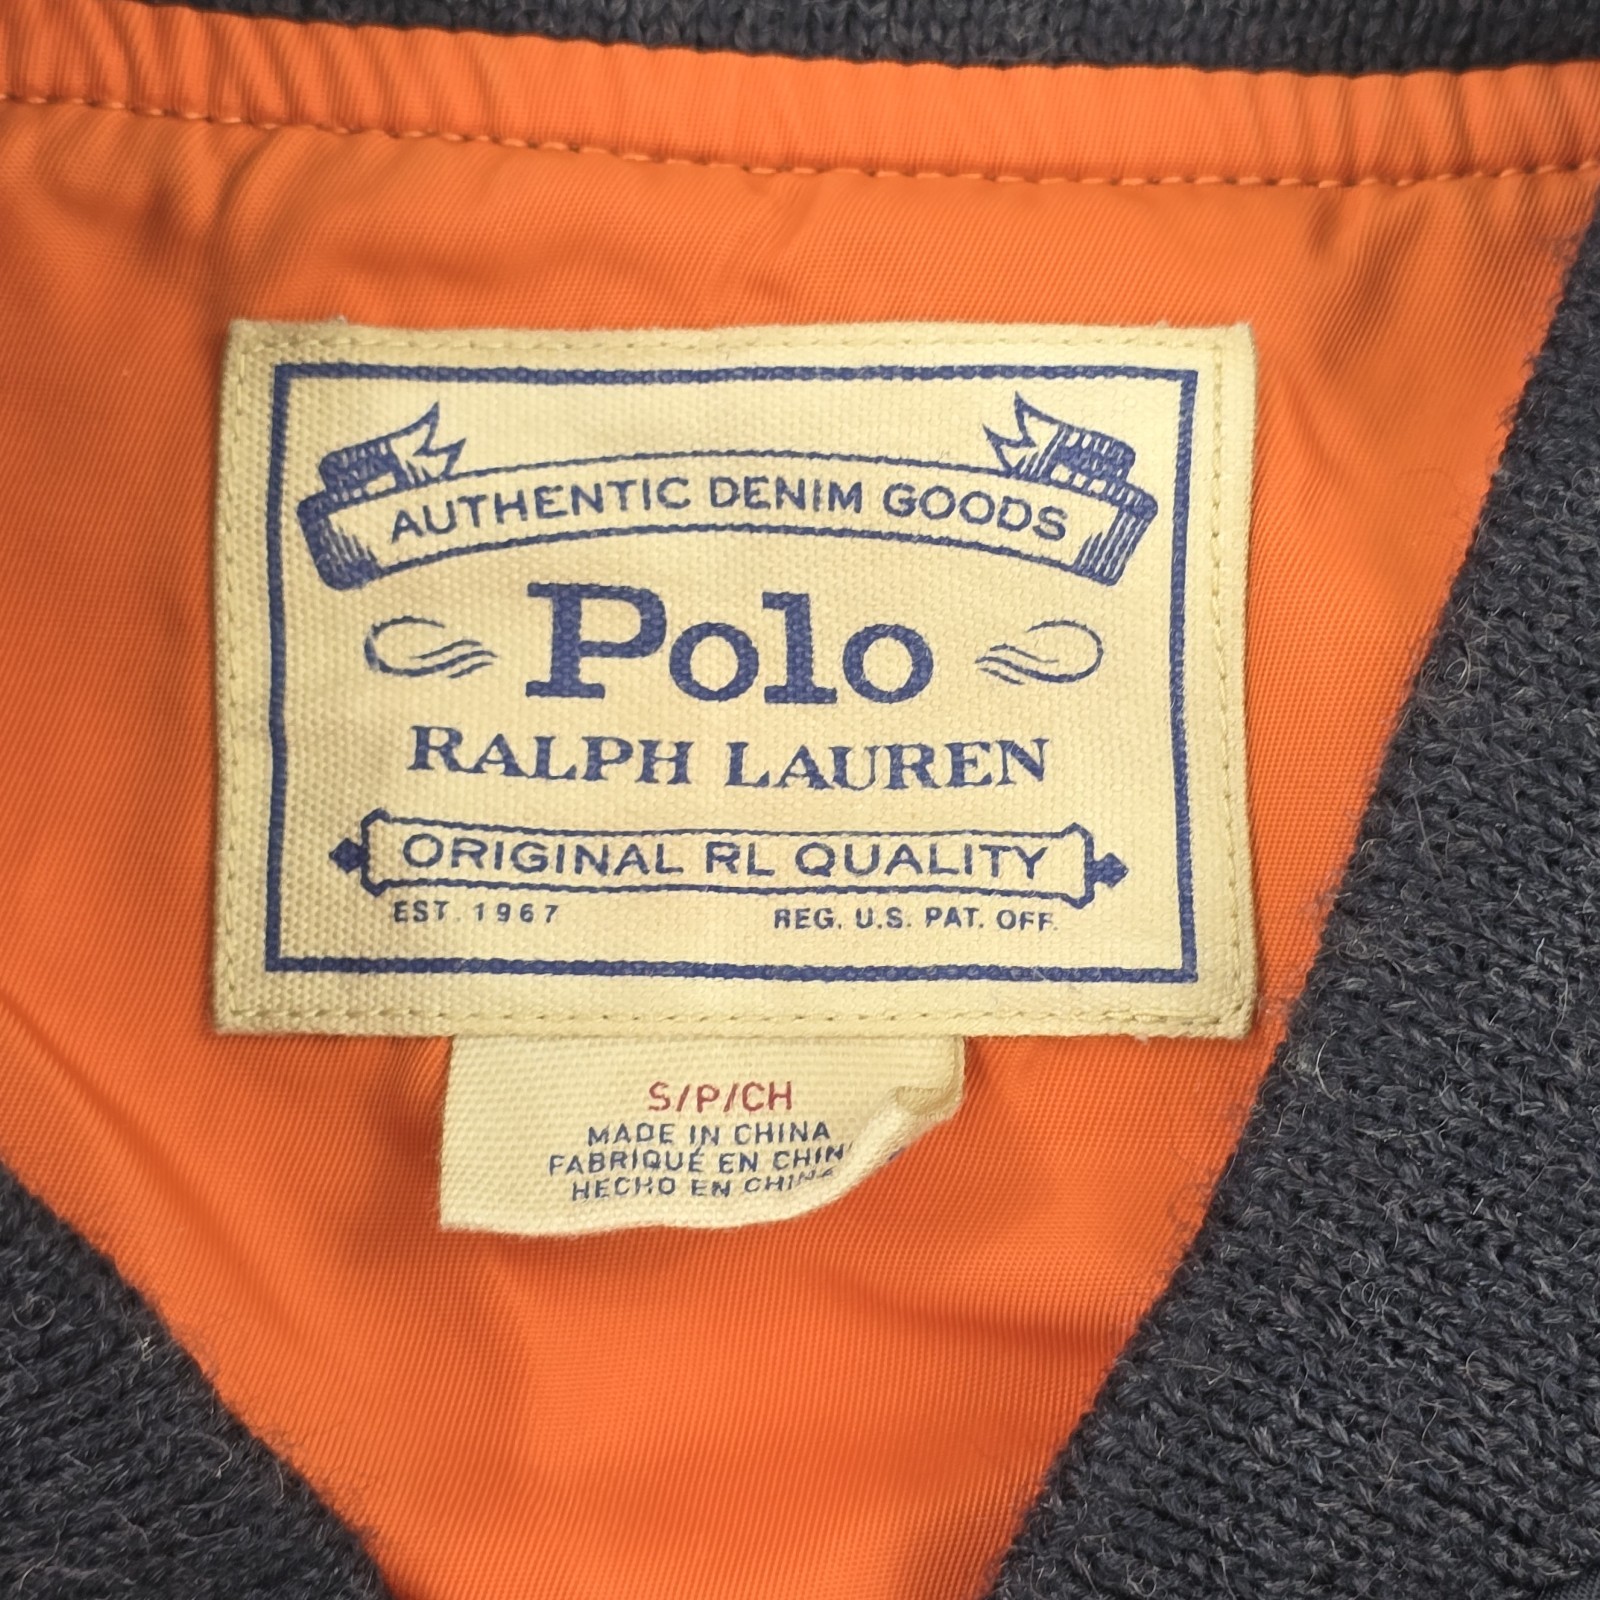 AUTHENTIC DENIM GOODS
Polo
RALPH LAUREN
ORIGINAL RL QUALITY
EST. 1967 REG. U.S. PAT. OFF.
S/P/CH
MADE IN CHINA
FABRIQUÉ EN CHIN
HECHO EN CHINA